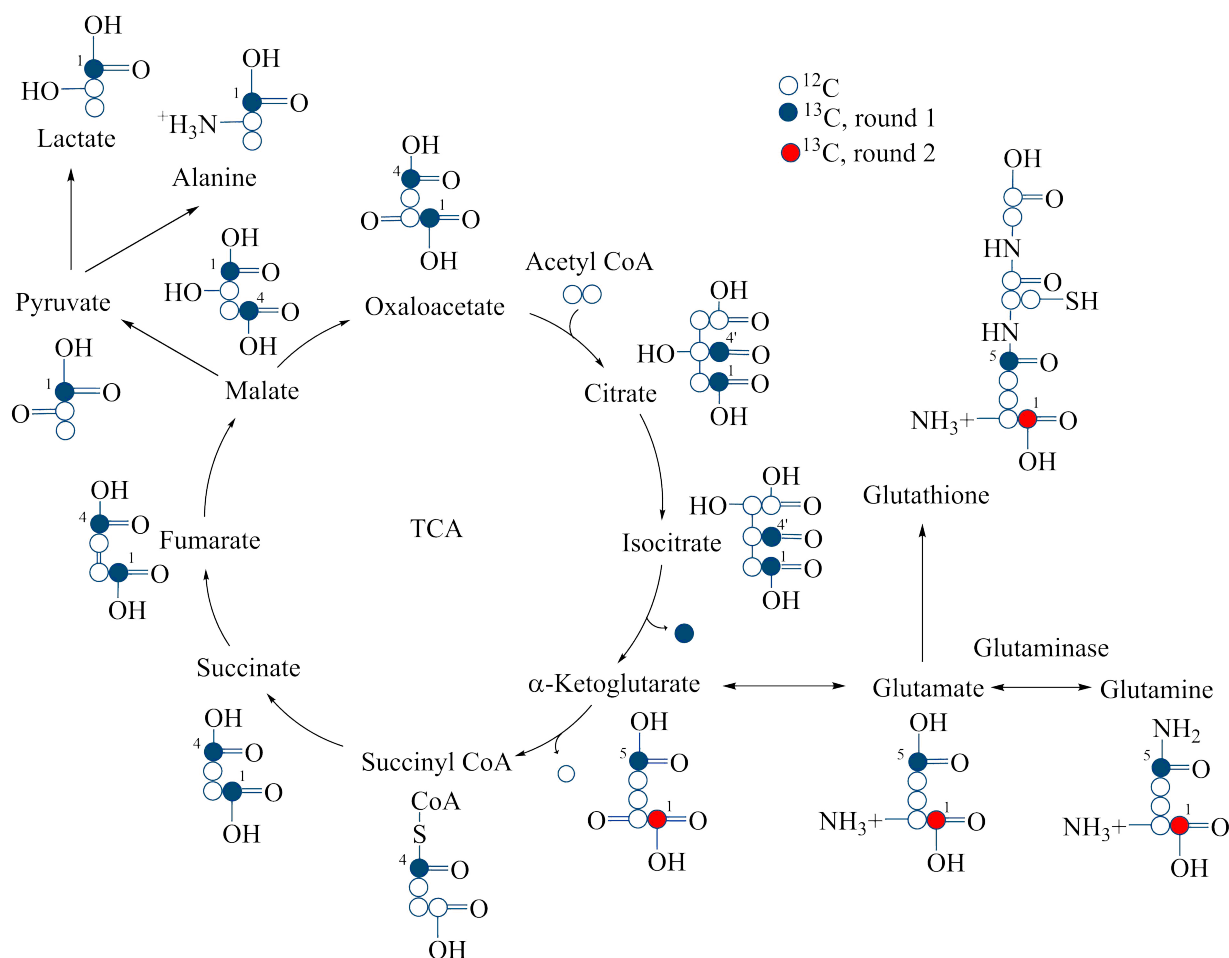 OH
1
O
HO
Lactate
OH
1
O
⁺H₃N
Alanine
¹²C
¹³C, round 1
¹³C, round 2
OH
4
O
1
O
O
OH
Oxaloacetate
Acetyl CoA
OH
1
O
HO
4
O
OH
Malate
Pyruvate
OH
1
O
O
OH
O
HO
4'
O
1
O
OH
Citrate
OH
O
HN
O
SH
HN
5
O
NH₃+
1
O
OH
Glutathione
OH
4
O
1
O
OH
Fumarate
TCA
HO
OH
O
4'
O
1
O
OH
Isocitrate
Succinate
OH
4
O
1
O
OH
α-Ketoglutarate
OH
5
O
O
1
O
OH
Glutamate
OH
5
O
NH₃+
1
O
OH
Glutaminase
Glutamine
NH₂
5
O
NH₃+
1
O
OH
Succinyl CoA
CoA
S
4
O
O
OH